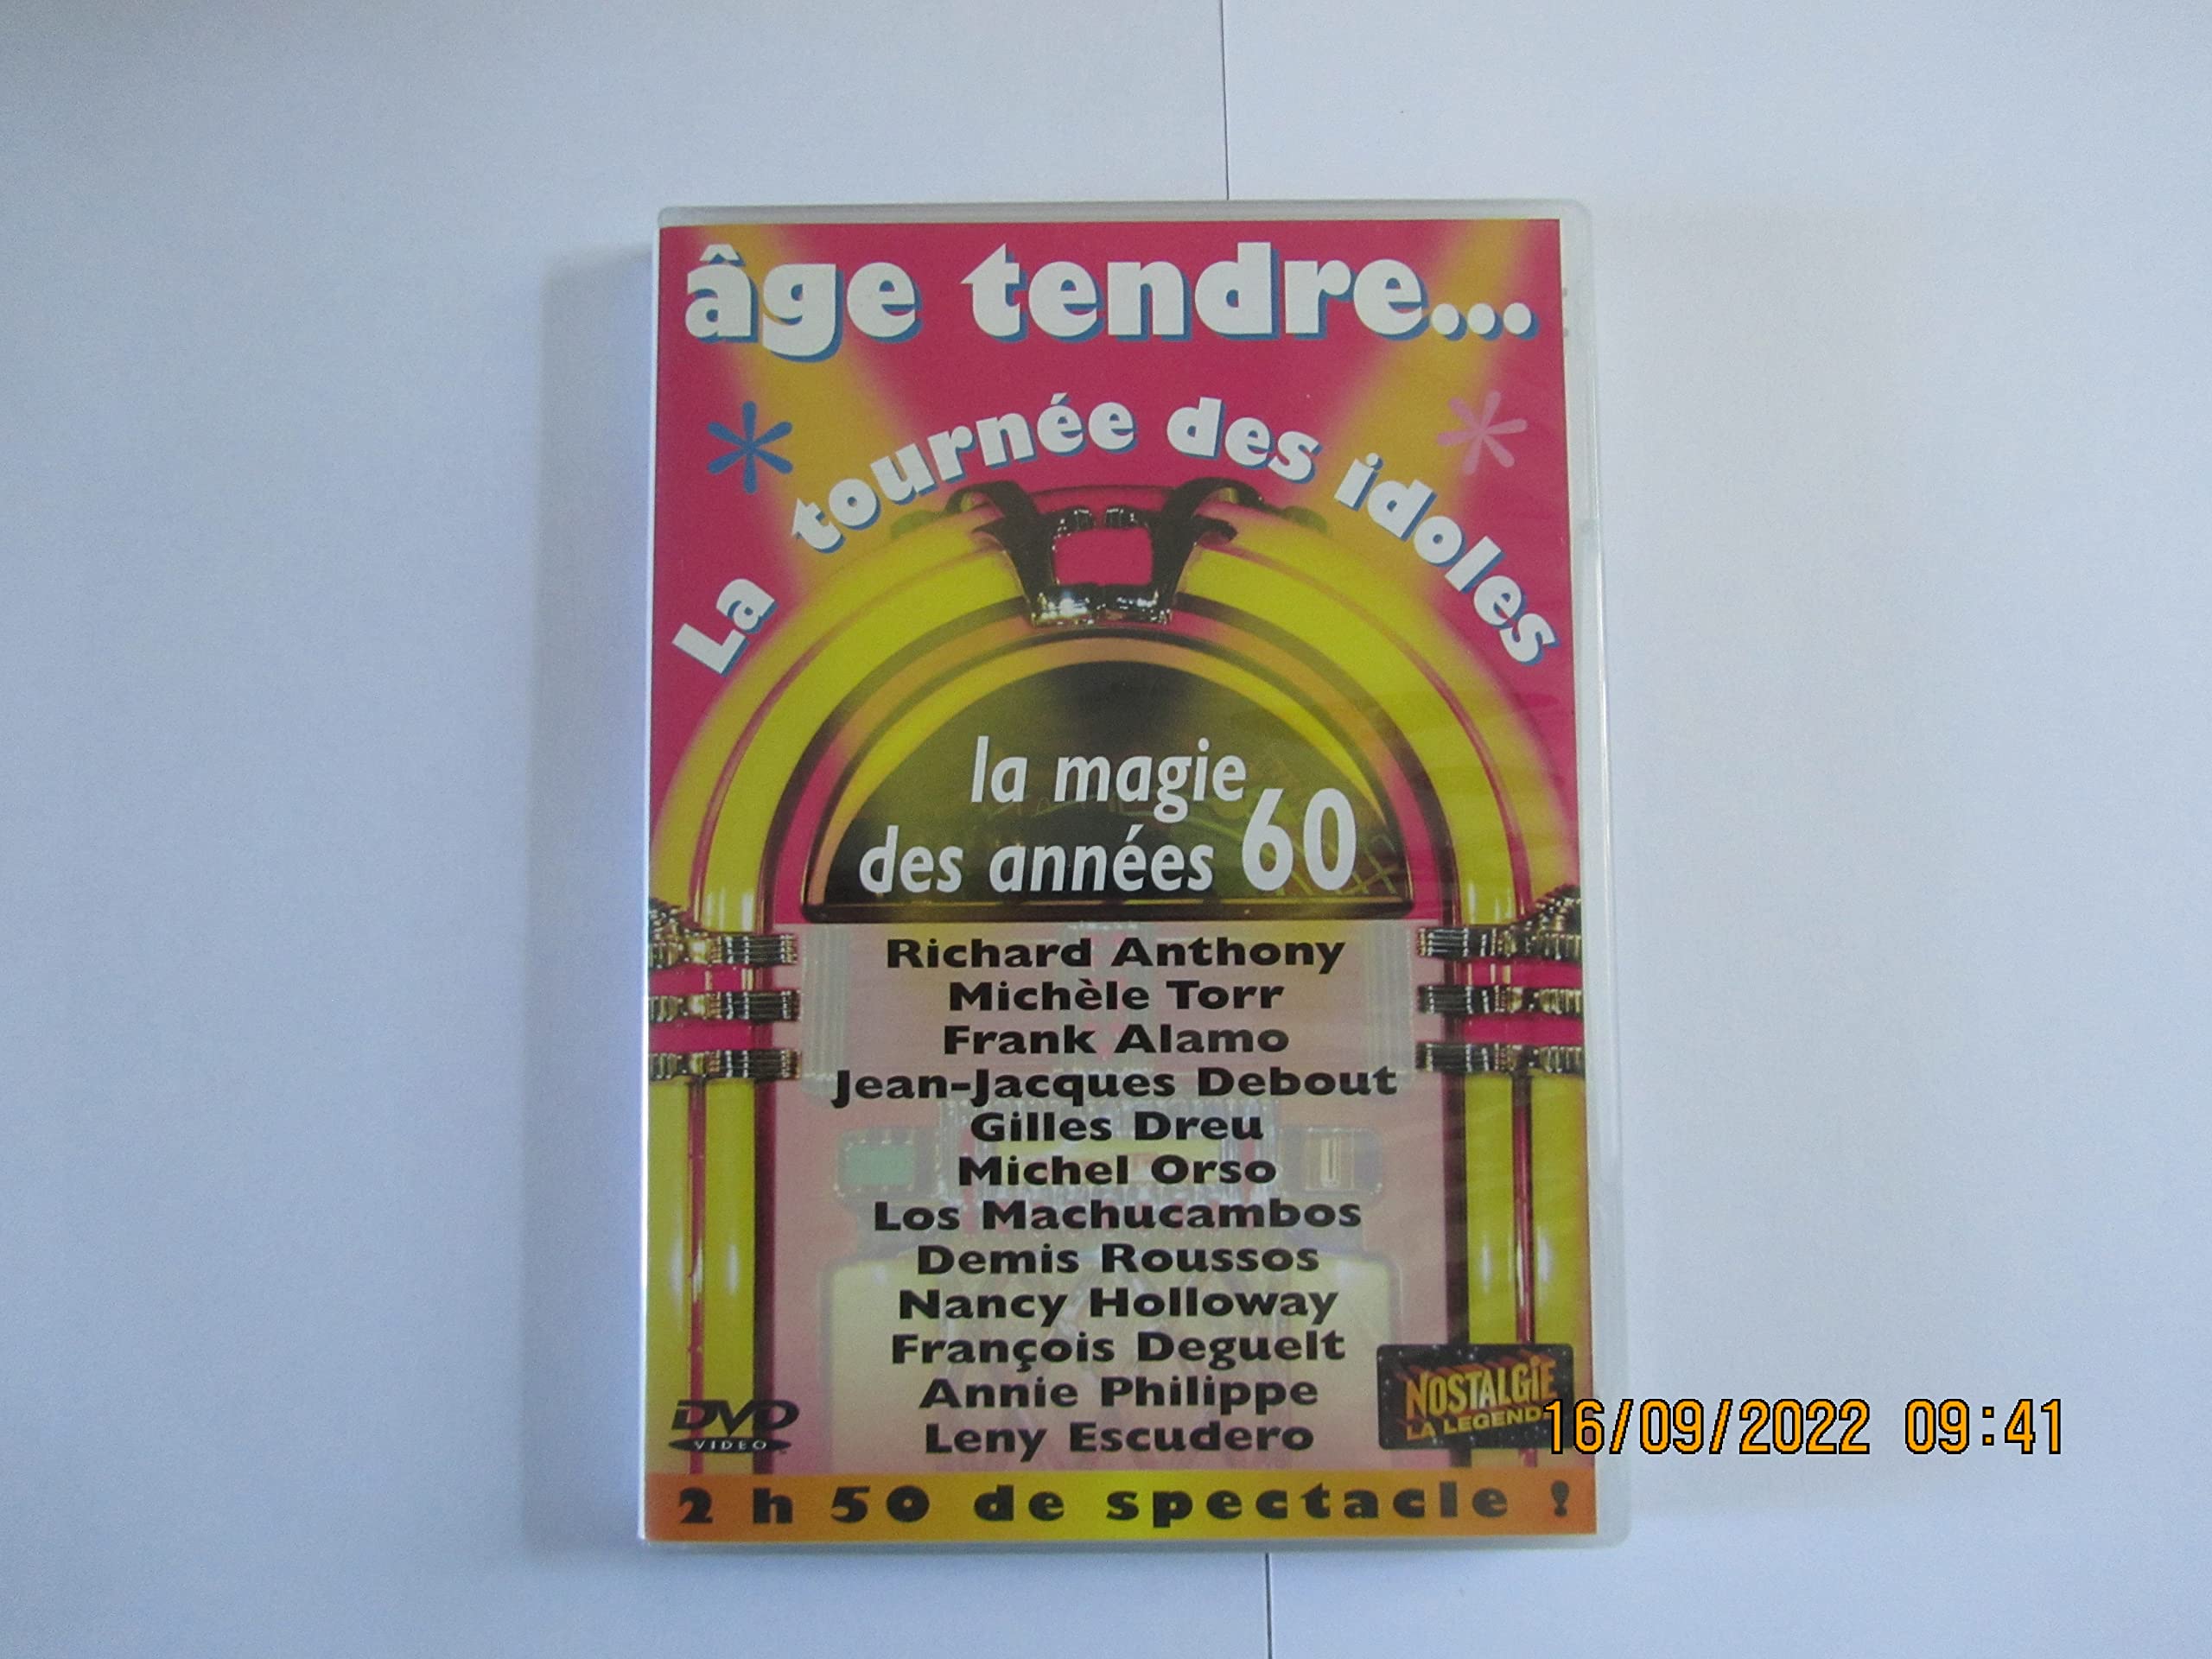 âge tendre...
La tournée des idoles
la magie
des années 60
Richard Anthony
Michèle Torr
Frank Alamo
Jean-Jacques Debout
Gilles Dreu
Michel Orso
Los Machucambos
Demis Roussos
Nancy Holloway
François Deguelt
Annie Philippe
Leny Escudero
DVD
VIDEO
NOSTALGIE
LA LEGENDE
16/09/2022 09:41
2 h 50 de spectacle !